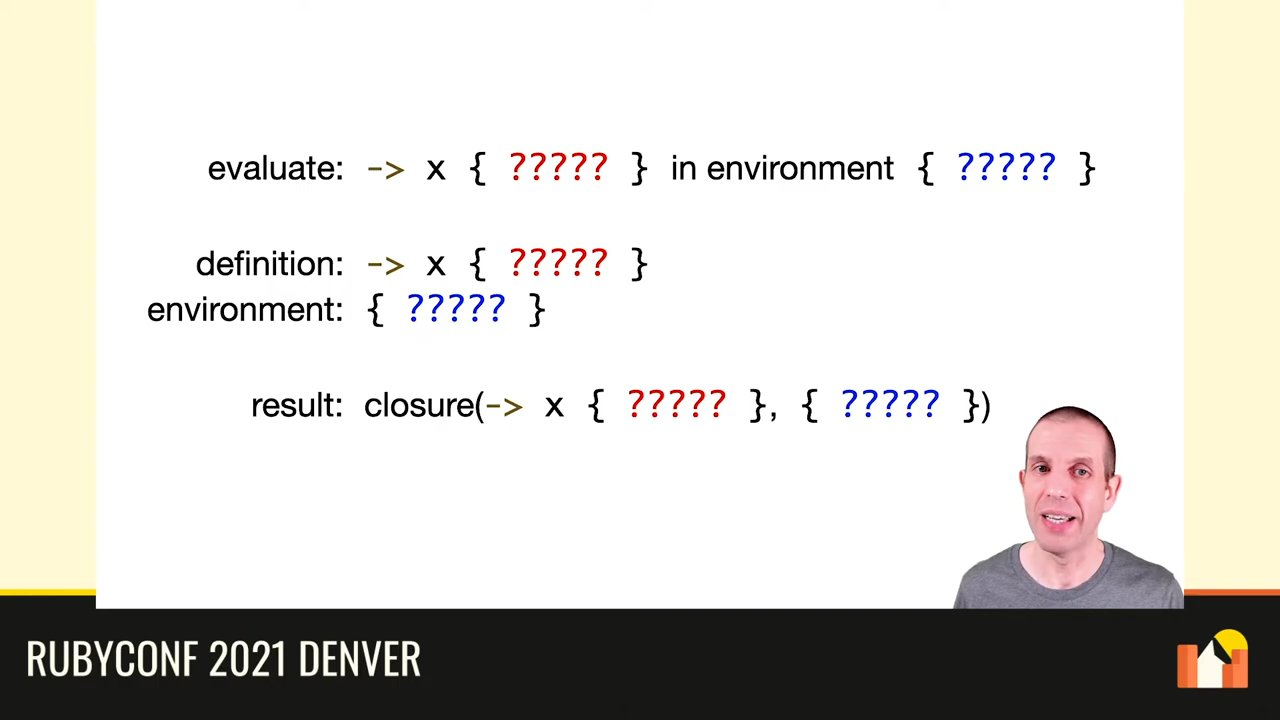 evaluate: -> x { ????? } in environment { ????? }
definition: -> x { ????? }
environment: { ????? }
result: closure(-> x { ????? }, { ????? })
RUBYCONF 2021 DENVER